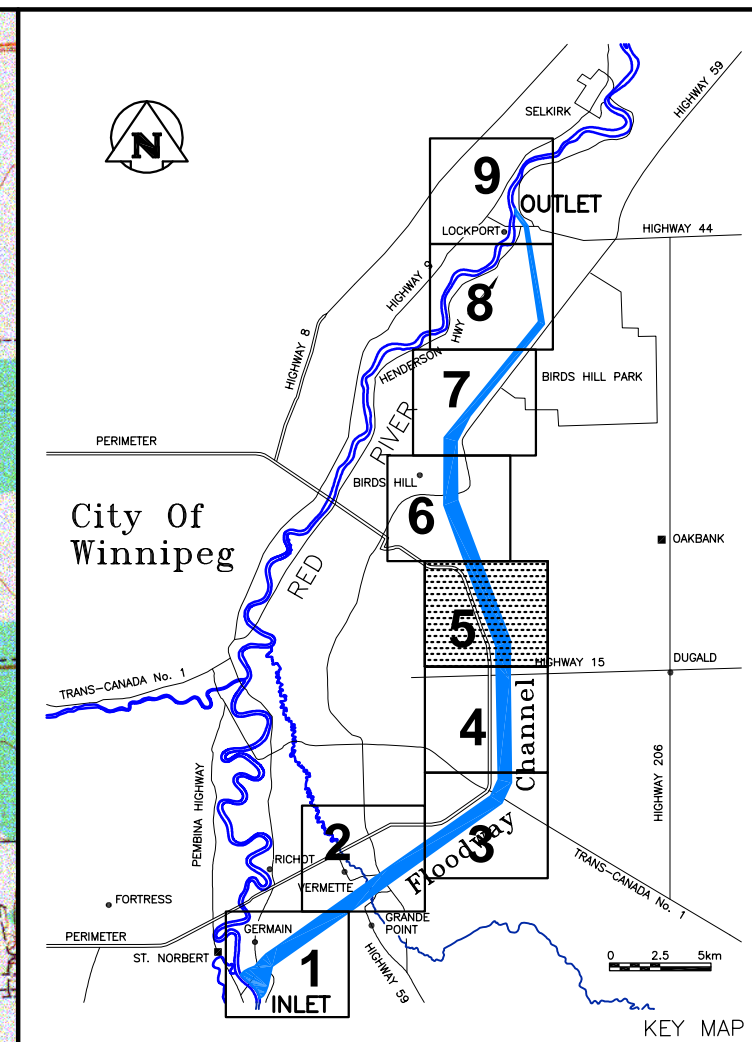 HIGHWAY 59
SELKIRK
N
9
OUTLET
LOCKPORT
HIGHWAY 44
HIGHWAY 9
8
HENDERSON HWY
HIGHWAY 8
7
BIRDS HILL PARK
PERIMETER
RED RIVER
BIRDS HILL
6
City Of
Winnipeg
OAKBANK
5
HIGHWAY 15
DUGALD
TRANS-CANADA No. 1
4
Floodway Channel
PEMBINA HIGHWAY
HIGHWAY 206
2
3
RICHOT
VERMETTE
TRANS-CANADA No. 1
FORTRESS
GRANDE
POINT
PERIMETER
GERMAIN
ST. NORBERT
1
INLET
HIGHWAY 59
0 2.5 5km
KEY MAP